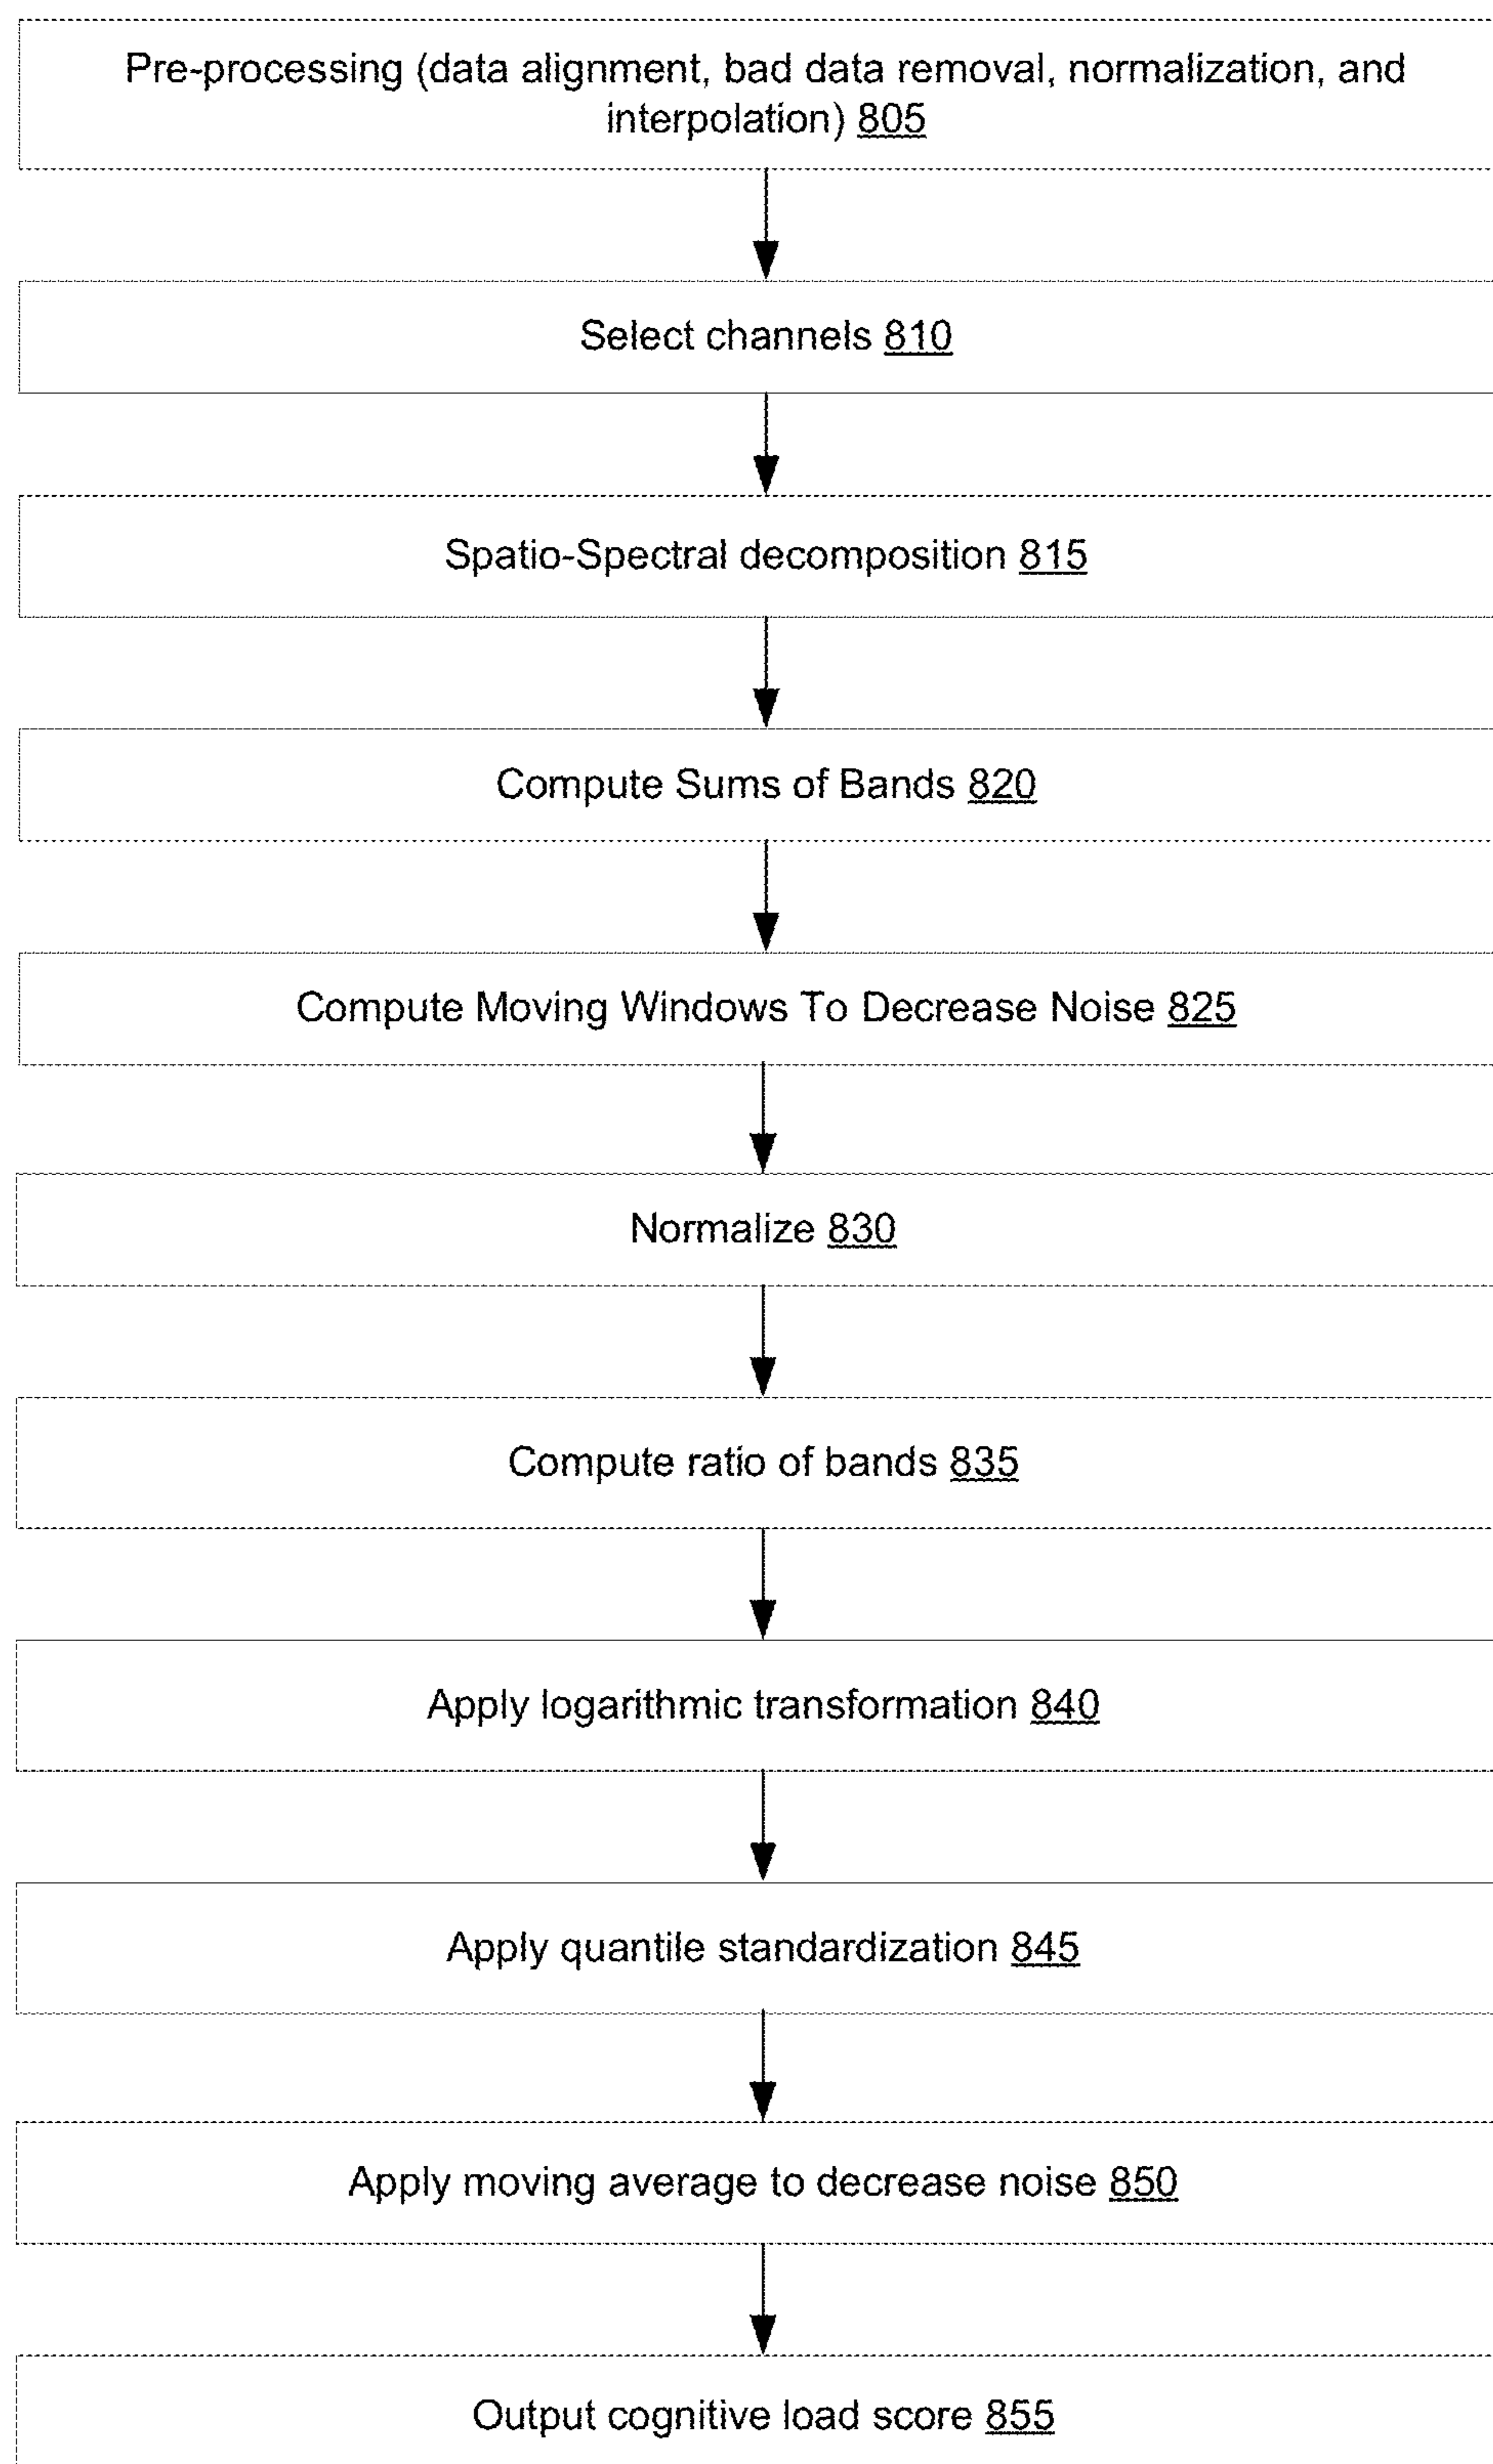 Pre-processing (data alignment, bad data removal, normalization, and
interpolation) 805
Select channels 810
Spatio-Spectral decomposition 815
Compute Sums of Bands 820
Compute Moving Windows To Decrease Noise 825
Normalize 830
Compute ratio of bands 835
Apply logarithmic transformation 840
Apply quantile standardization 845
Apply moving average to decrease noise 850
Output cognitive load score 855